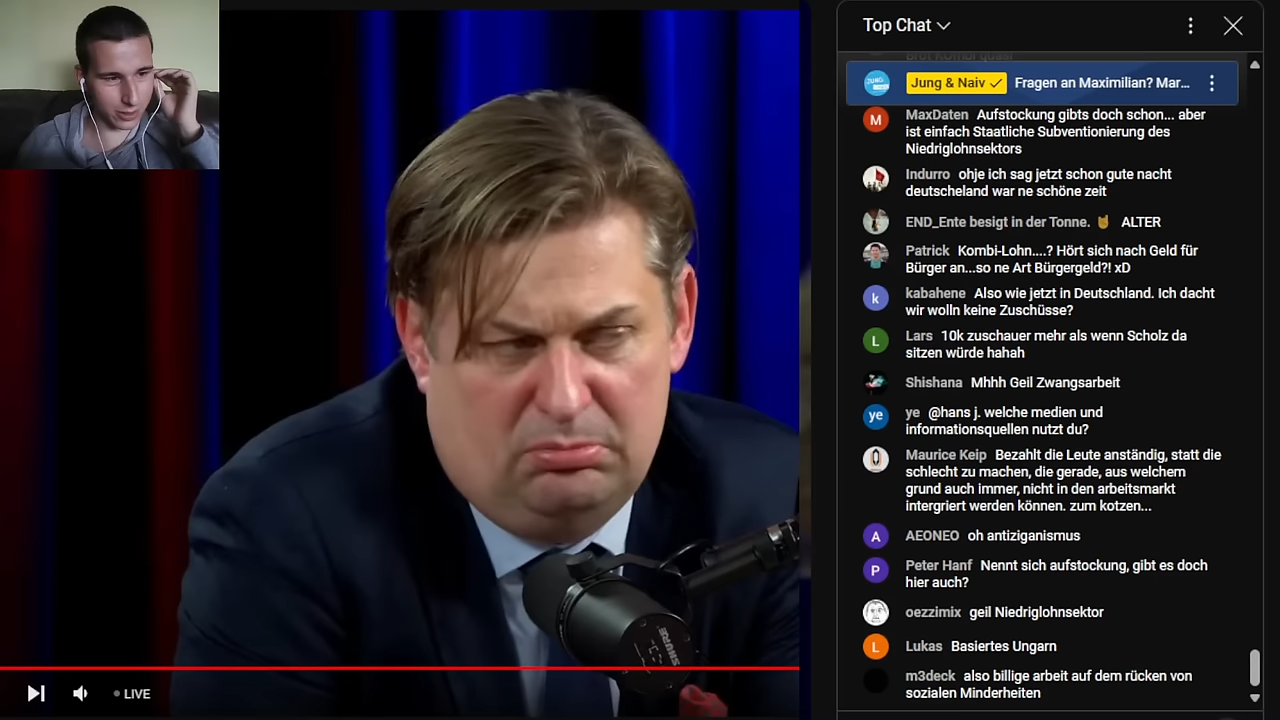 Top Chat
Brot Kombi quasi
Jung & Naiv Fragen an Maximilian? Mar...
MaxDaten Aufstockung gibts doch schon... aber
ist einfach Staatliche Subventionierung des
Niedriglohnsektors
Indurro ohje ich sag jetzt schon gute nacht
deutscheland war ne schöne zeit
END_Ente besigt in der Tonne. 🤘 ALTER
Patrick Kombi-Lohn....? Hört sich nach Geld für
Bürger an...so ne Art Bürgergeld?! xD
k
kabahene Also wie jetzt in Deutschland. Ich dacht
wir wolln keine Zuschüsse?
L
Lars 10k zuschauer mehr als wenn Scholz da
sitzen würde hahah
Shishana Mhhh Geil Zwangsarbeit
ye
ye @hans j. welche medien und
informationsquellen nutzt du?
Maurice Keip Bezahlt die Leute anständig, statt die
schlecht zu machen, die gerade, aus welchem
grund auch immer, nicht in den arbeitsmarkt
intergriert werden können. zum kotzen...
A
AEONEO oh antiziganismus
P
Peter Hanf Nennt sich aufstockung, gibt es doch
hier auch?
oezzimix geil Niedriglohnsektor
L
Lukas Basiertes Ungarn
m3deck also billige arbeit auf dem rücken von
sozialen Minderheiten
M
SHURE
LIVE